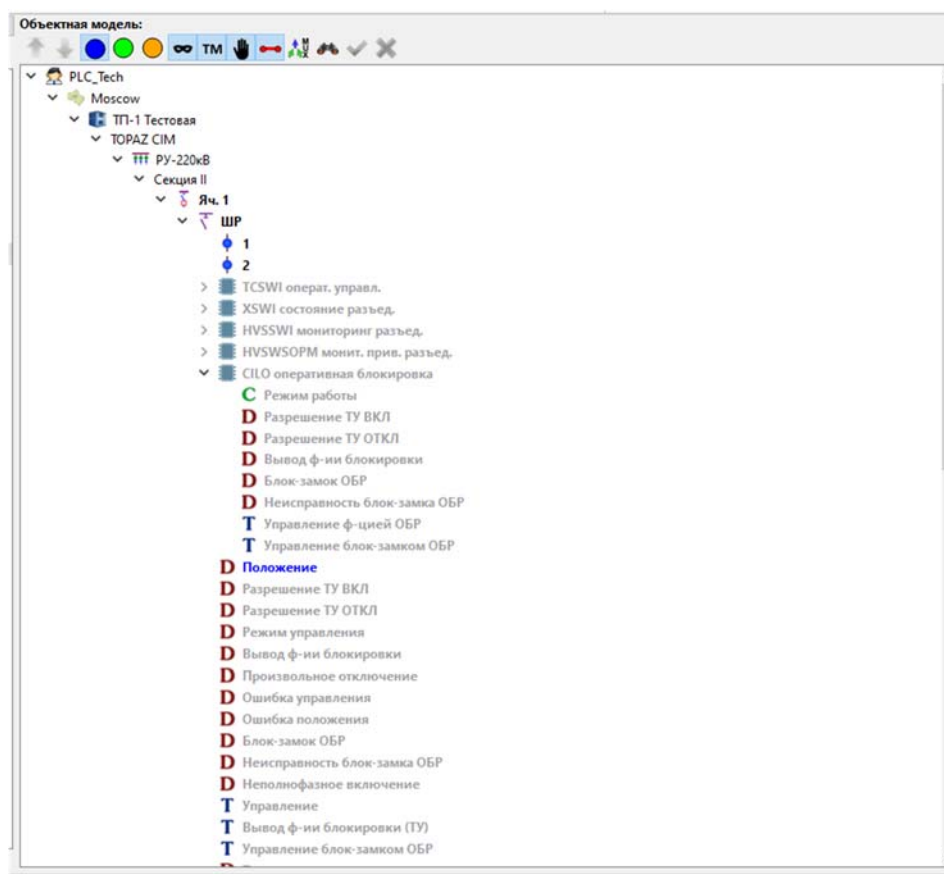 Объектная модель:
TM
PLC_Tech
Moscow
ТП-1 Тестовая
TOPAZ CIM
РУ-220кВ
Секция II
Яч. 1
ШР
1
2
TCSWI операт. управл.
XSWI состояние разъед.
HVSSWI мониторинг разъед.
HVSWSOPM монит. прив. разъед.
CILO оперативная блокировка
C Режим работы
D Разрешение ТУ ВКЛ
D Разрешение ТУ ОТКЛ
D Вывод ф-ии блокировки
D Блок-замок ОБР
D Неисправность блок-замка ОБР
T Управление ф-цией ОБР
T Управление блок-замком ОБР
D Положение
D Разрешение ТУ ВКЛ
D Разрешение ТУ ОТКЛ
D Режим управления
D Вывод ф-ии блокировки
D Произвольное отключение
D Ошибка управления
D Ошибка положения
D Блок-замок ОБР
D Неисправность блок-замка ОБР
D Неполнофазное включение
T Управление
T Вывод ф-ии блокировки (ТУ)
T Управление блок-замком ОБР